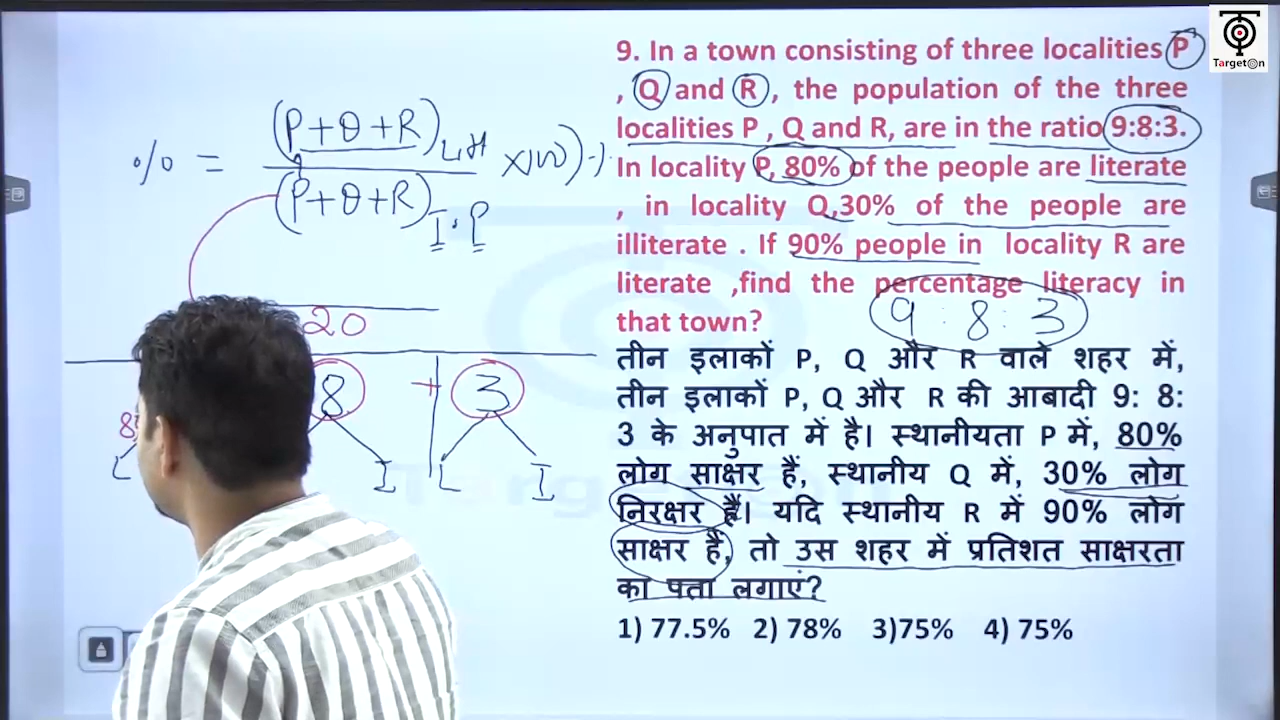 TargetOn
9. In a town consisting of three localities P
, Q and R , the population of the three
localities P , Q and R, are in the ratio 9:8:3.
In locality P, 80% of the people are literate
, in locality Q,30% of the people are
illiterate . If 90% people in locality R are
literate ,find the percentage literacy in
that town?
9 : 8 : 3
तीन इलाकों P, Q और R वाले शहर में,
तीन इलाकों P, Q और R की आबादी 9: 8:
3 के अनुपात में है। स्थानीयता P में, 80%
लोग साक्षर हैं, स्थानीय Q में, 30% लोग
निरक्षर हैं। यदि स्थानीय R में 90% लोग
साक्षर हैं, तो उस शहर में प्रतिशत साक्षरता
का पता लगाएं?
1) 77.5% 2) 78% 3)75% 4) 75%
% = (P+Q+R) ×100)
(P+Q+R) T.P
20
8 + 3
8
L I L I